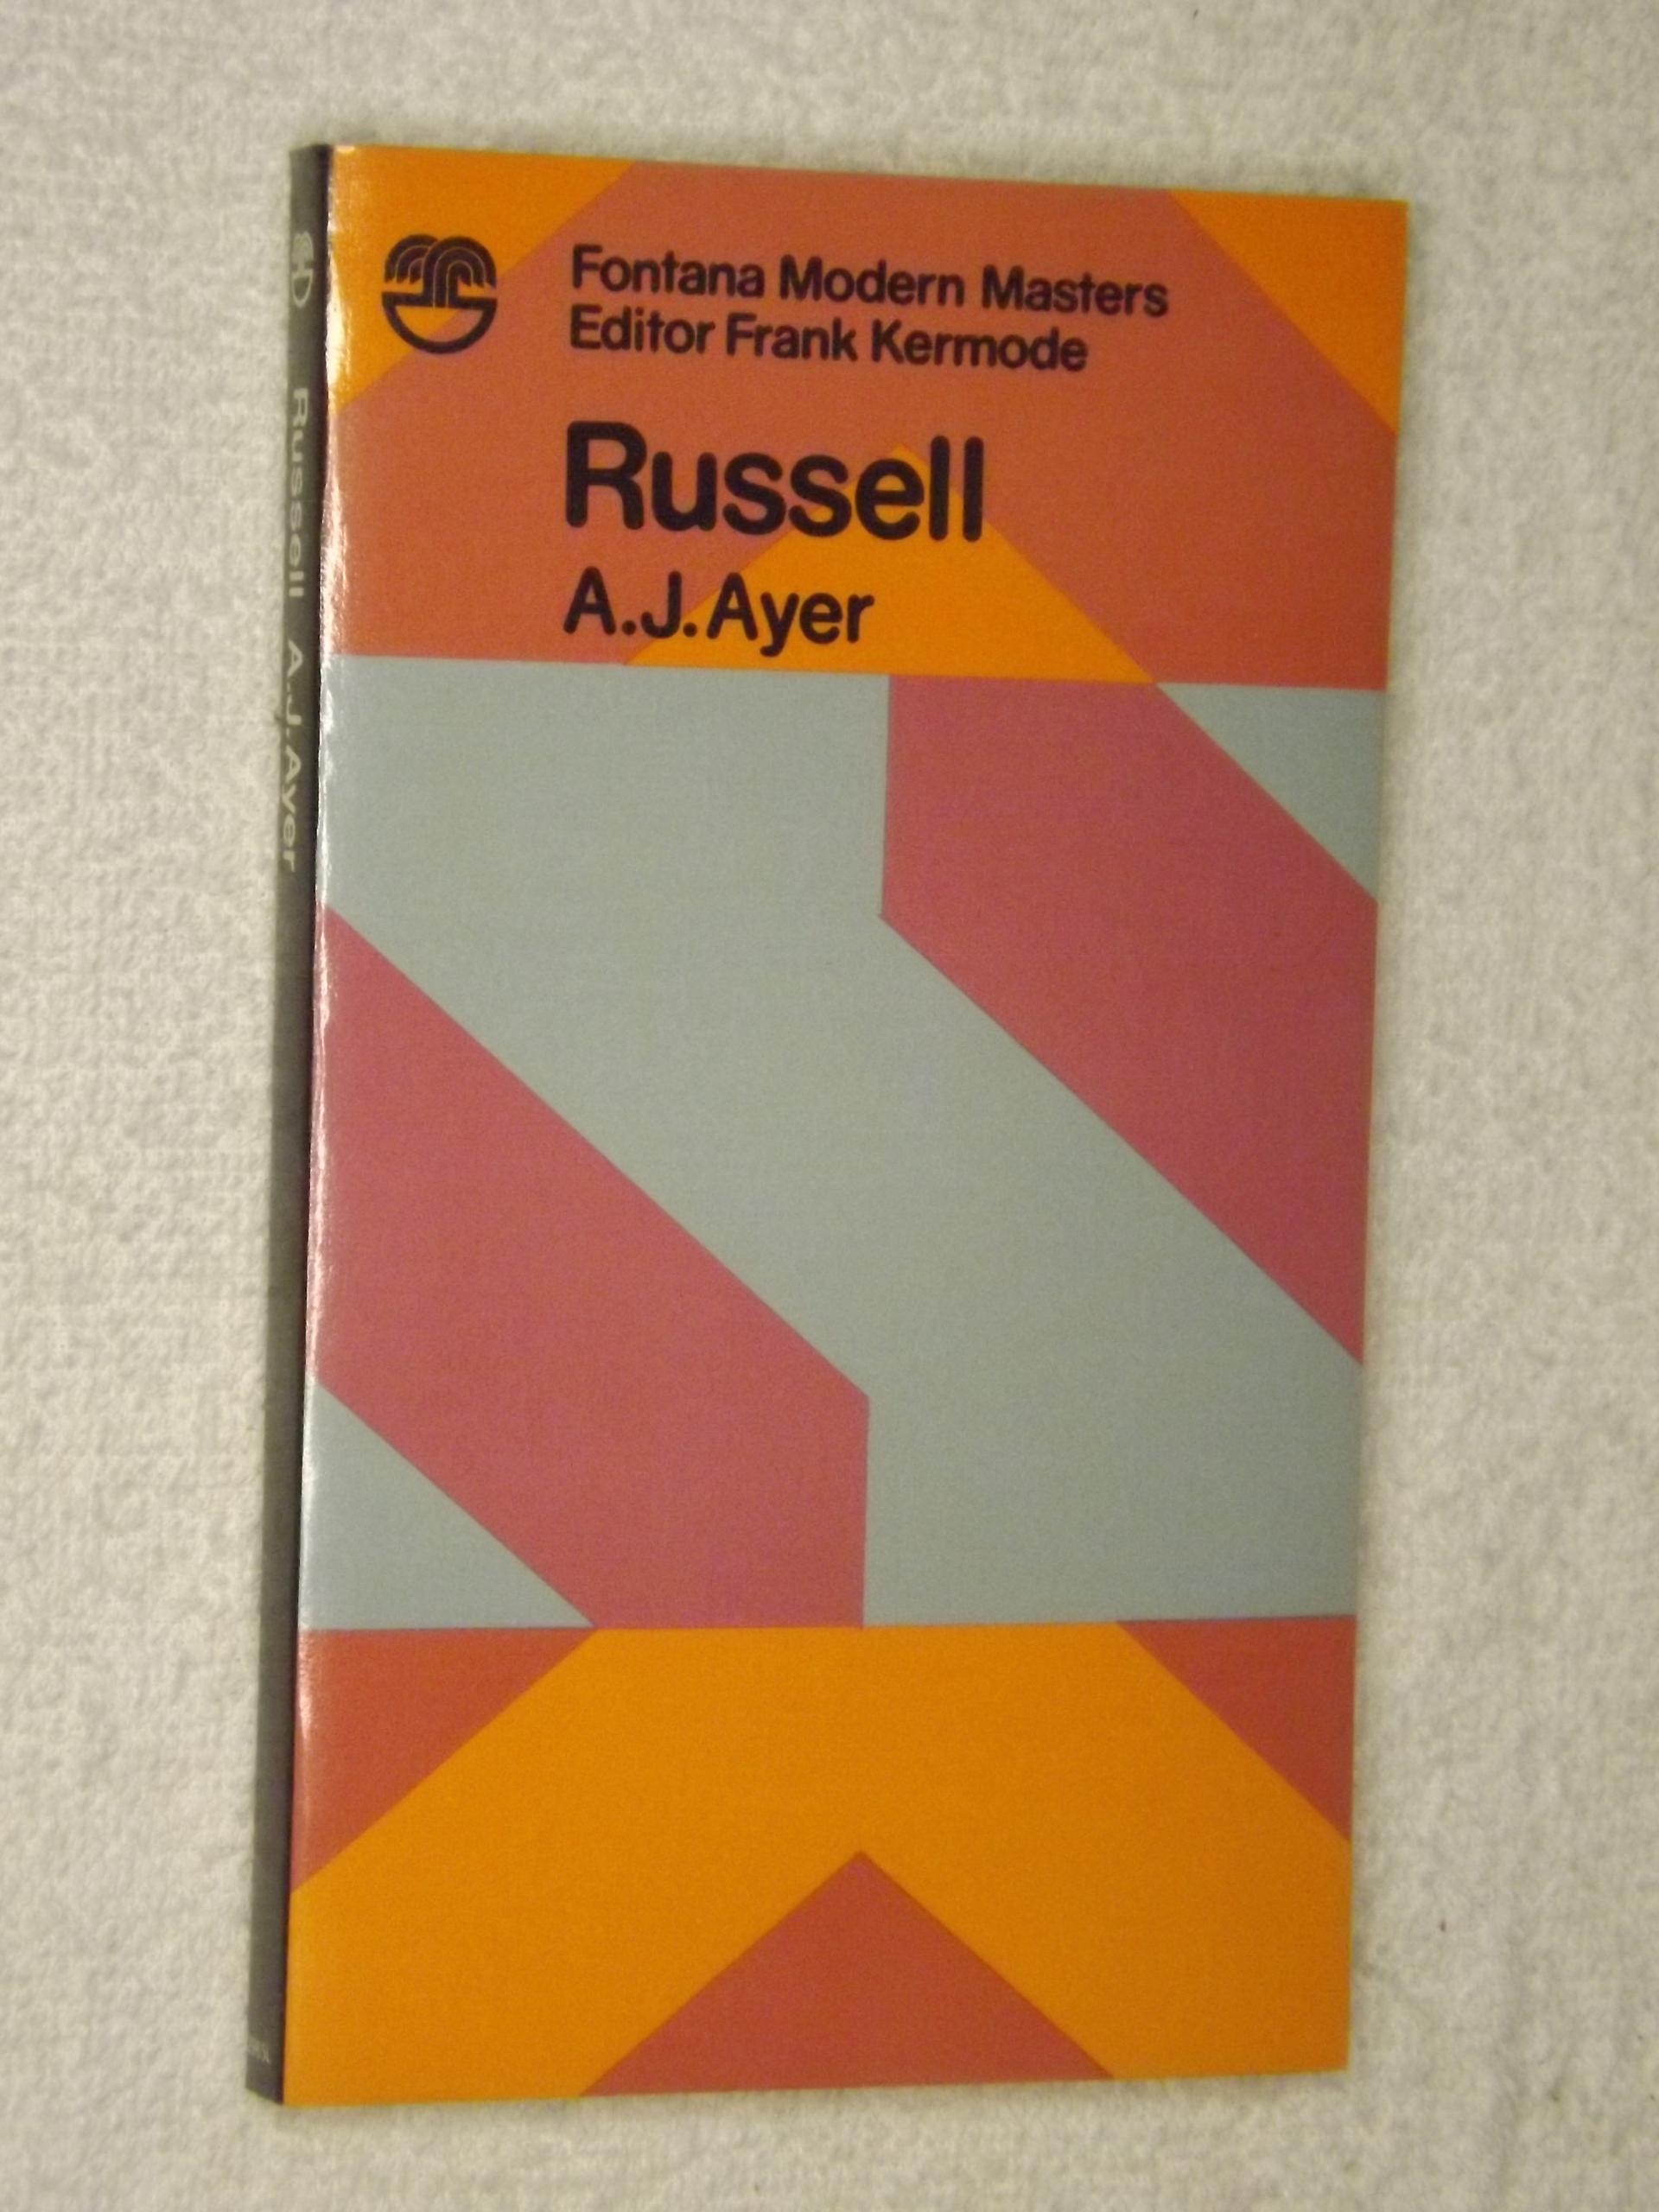 Fontana Modern Masters
Editor Frank Kermode
Russell
A.J.Ayer
Russell A.J.Ayer